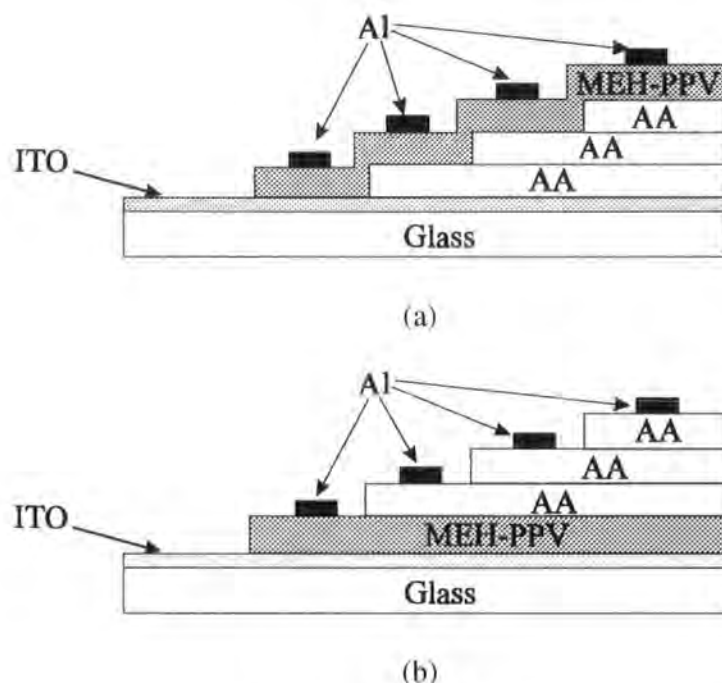 Al
MEH-PPV
AA
AA
ITO
AA
Glass
(a)
Al
AA
AA
AA
ITO
MEH-PPV
Glass
(b)